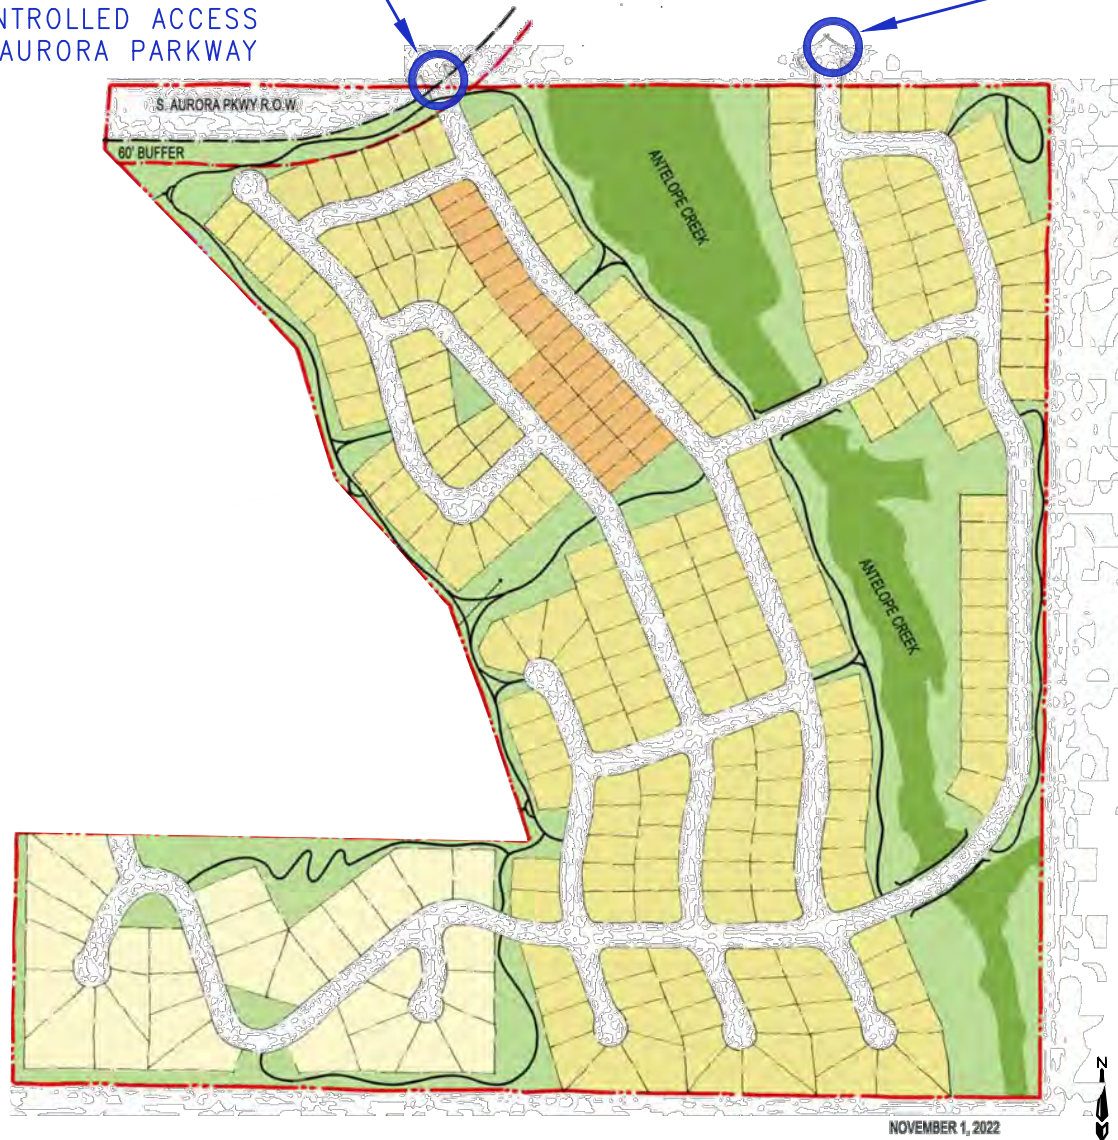 NTROLLED ACCESS
AURORA PARKWAY
S. AURORA PKWY R.O.W.
60' BUFFER
ANTELOPE CREEK
ANTELOPE CREEK
N
NOVEMBER 1, 2022